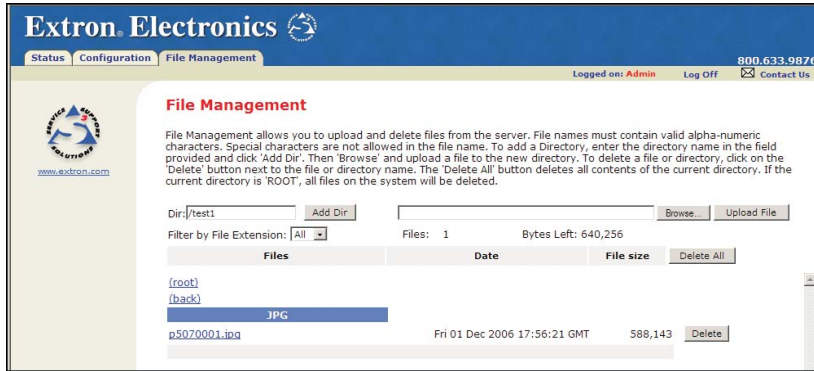 Extron® Electronics
Status Configuration File Management
800.633.9876
Logged on: Admin Log Off Contact Us
SERVICE SUPPORT SOLUTIONS
S3
www.extron.com
File Management
File Management allows you to upload and delete files from the server. File names must contain valid alpha-numeric
characters. Special characters are not allowed in the file name. To add a Directory, enter the directory name in the field
provided and click 'Add Dir'. Then 'Browse' and upload a file to the new directory. To delete a file or directory, click on the
'Delete' button next to the file or directory name. The 'Delete All' button deletes all contents of the current directory. If the
current directory is 'ROOT', all files on the system will be deleted.
Dir: /test1 Add Dir Browse... Upload File
Filter by File Extension: All Files: 1 Bytes Left: 640,256
Files Date File size Delete All
(root)
(back)
JPG
p5070001.jpg Fri 01 Dec 2006 17:56:21 GMT 588,143 Delete